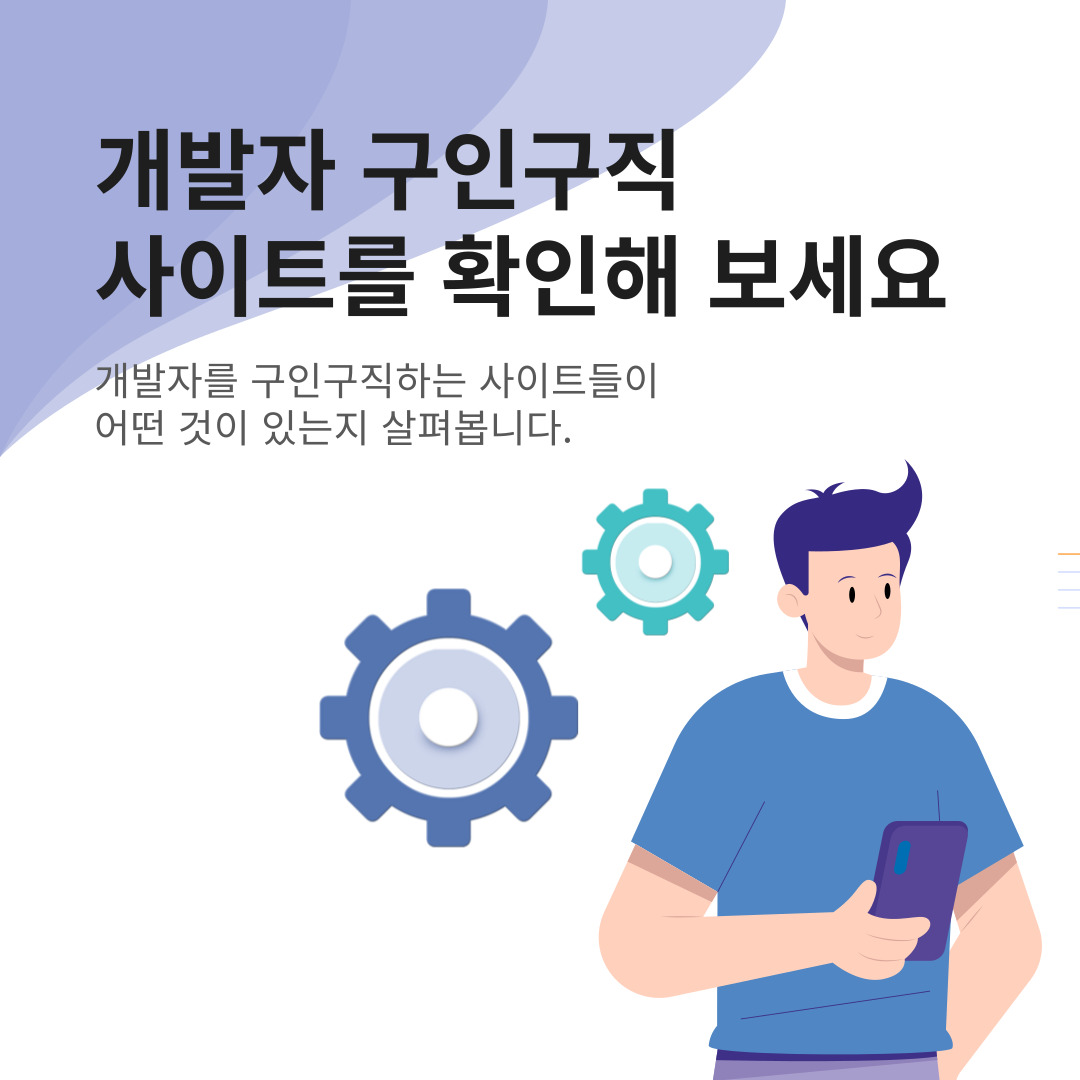 개발자 구인구직
사이트를 확인해 보세요
개발자를 구인구직하는 사이트들이
어떤 것이 있는지 살펴봅니다.